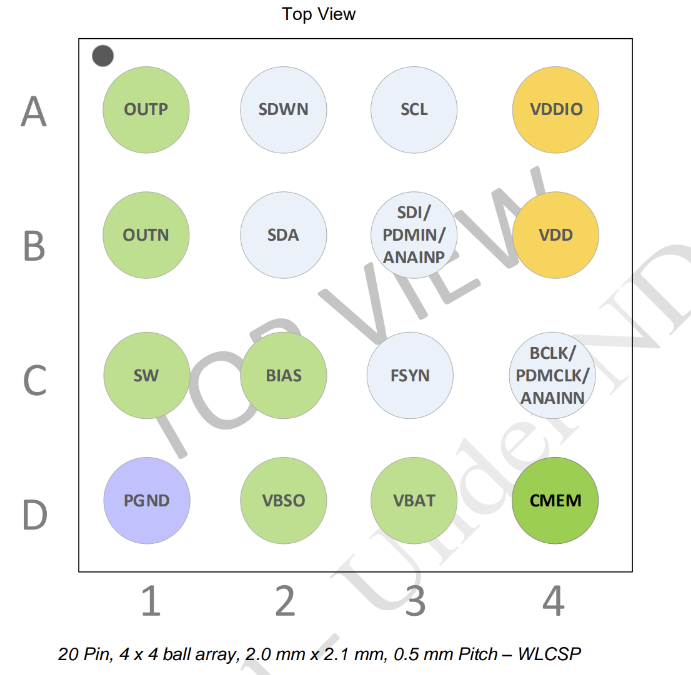 Top View
A
OUTP
SDWN
SCL
VDDIO
B
OUTN
SDA
SDI/
PDMIN/
ANAINP
VDD
TOP VIEW
C
SW
BIAS
FSYN
BCLK/
PDMCLK/
ANAINN
D
PGND
VBSO
VBAT
CMEM
1
2
3
4
20 Pin, 4 x 4 ball array, 2.0 mm x 2.1 mm, 0.5 mm Pitch – WLCSP
- Under ND